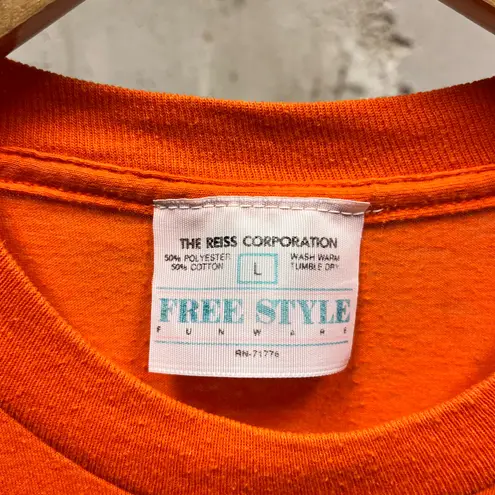 THE REISS CORPORATION
50% POLYESTER
50% COTTON
L
WASH WARM
TUMBLE DRY
FREE STYLE
FUNWARE
RN-71776